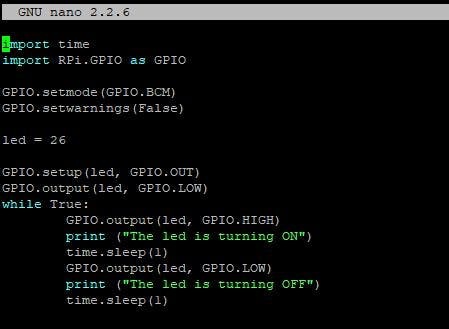 GNU nano 2.2.6
import time
import RPi.GPIO as GPIO
GPIO.setmode(GPIO.BCM)
GPIO.setwarnings(False)
led = 26
GPIO.setup(led, GPIO.OUT)
GPIO.output(led, GPIO.LOW)
while True:
GPIO.output(led, GPIO.HIGH)
print ("The led is turning ON")
time.sleep(1)
GPIO.output(led, GPIO.LOW)
print ("The led is turning OFF")
time.sleep(1)